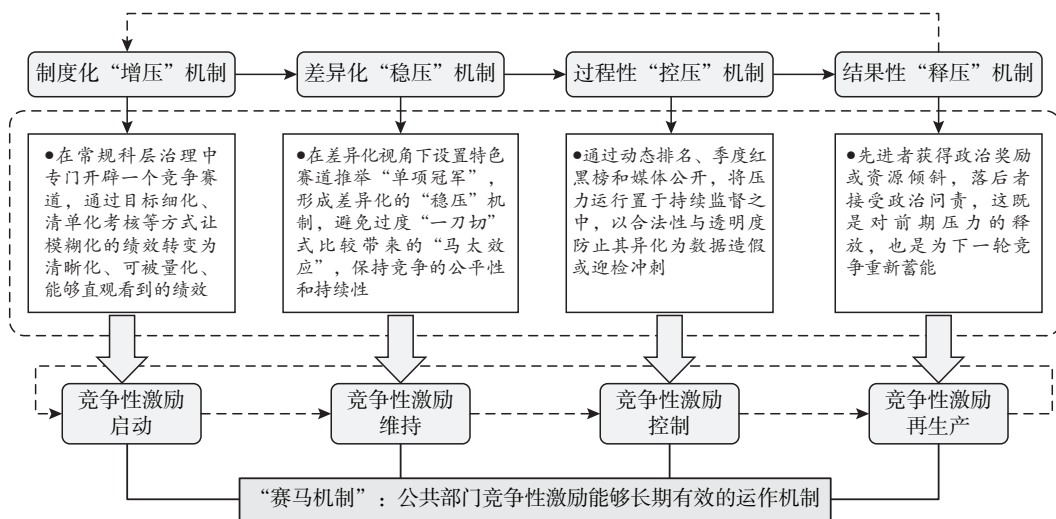 制度化“增压”机制
差异化“稳压”机制
过程性“控压”机制
结果性“释压”机制
●在常规科层治理中
专门开辟一个竞争赛
道，通过目标细化、
清单化考核等方式让
模糊化的绩效转变为
清晰化、可被量化、
能够直观看到的绩效
●在差异化视角下设置特色
赛道推举“单项冠军”，
形成差异化的“稳压”机
制，避免过度“一刀切”
式比较带来的“马太效
应”，保持竞争的公平性
和持续性
●通过动态排名、季度红
黑榜和媒体公开，将压
力运行置于持续监督之
中，以合法性与透明度
防止其异化为数据造假
或迎检冲刺
●先进者获得政治奖励
或资源倾斜，落后者
接受政治问责，这既
是对前期压力的释
放，也是为下一轮竞
争重新蓄能
竞争性激励
启动
竞争性激励
维持
竞争性激励
控制
竞争性激励
再生产
“赛马机制”：公共部门竞争性激励能够长期有效的运作机制